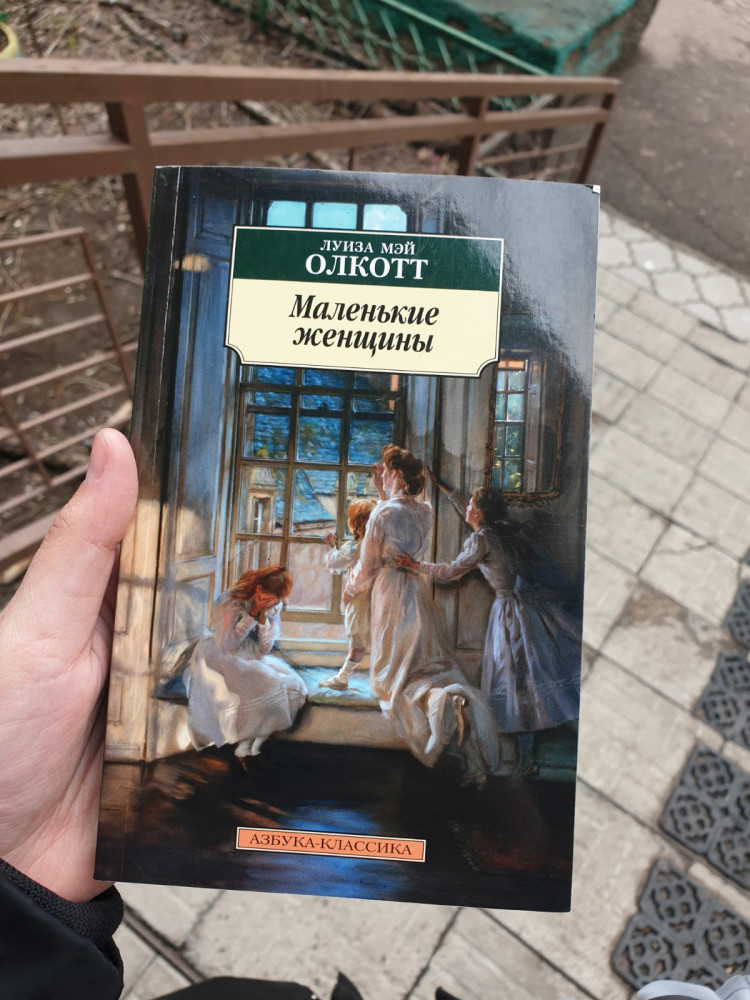 ЛУИЗА МЭЙ
ОЛКОТТ
Маленькие
женщины
АЗБУКА-КЛАССИКА